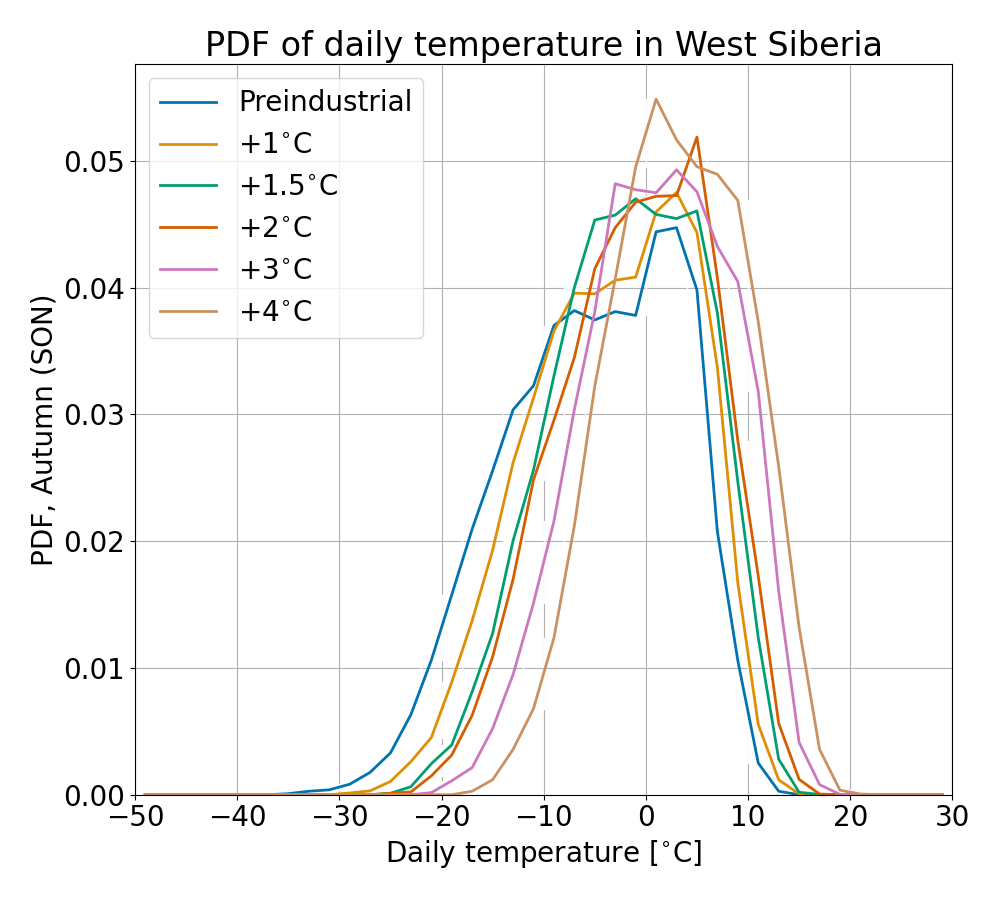 PDF of daily temperature in West Siberia
Preindustrial
+1°C
+1.5°C
+2°C
+3°C
+4°C
PDF, Autumn (SON)
0.05
0.04
0.03
0.02
0.01
0.00
−50 −40 −30 −20 −10 0 10 20 30
Daily temperature [°C]